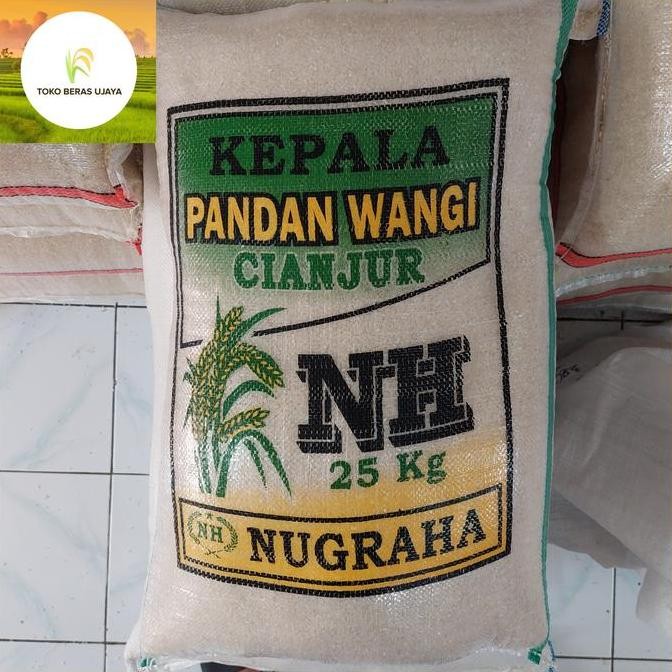 TOKO BERAS UJAYA
KEPALA
PANDAN WANGI
CIANJUR
NH
25 Kg
NH NUGRAHA